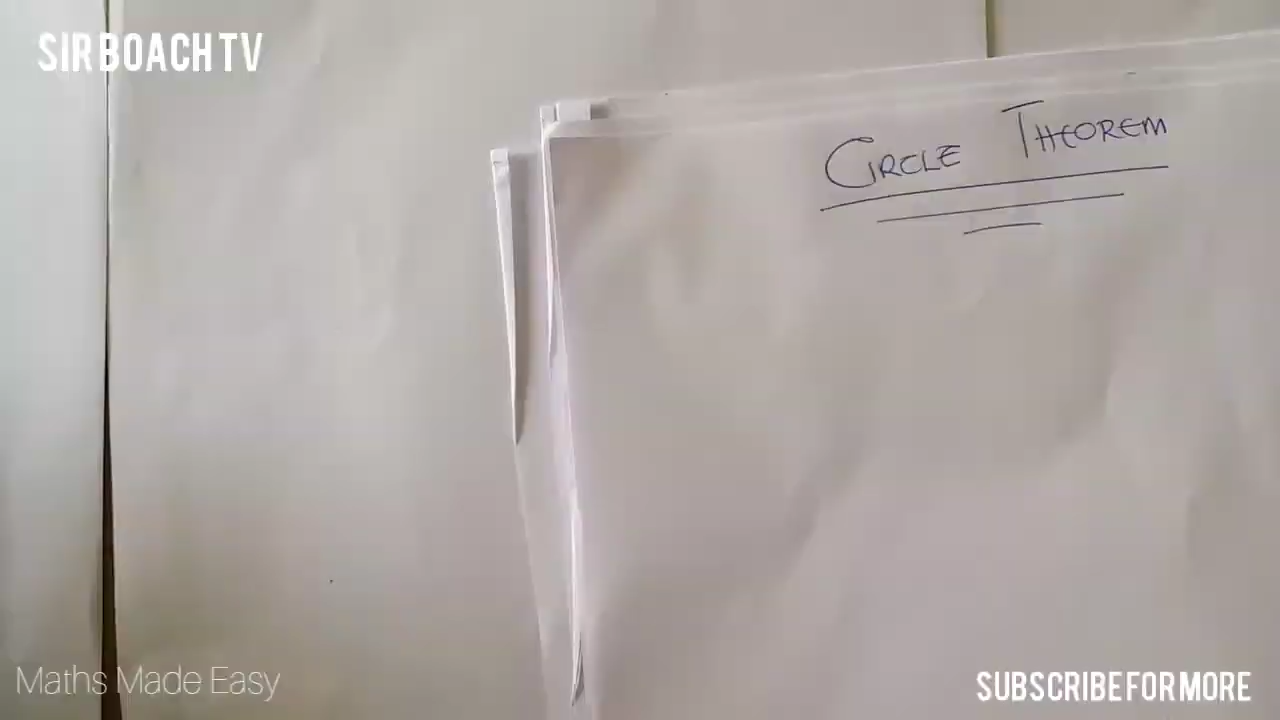 SIR BOACH TV
CIRCLE THEOREM
Maths Made Easy
SUBSCRIBE FOR MORE